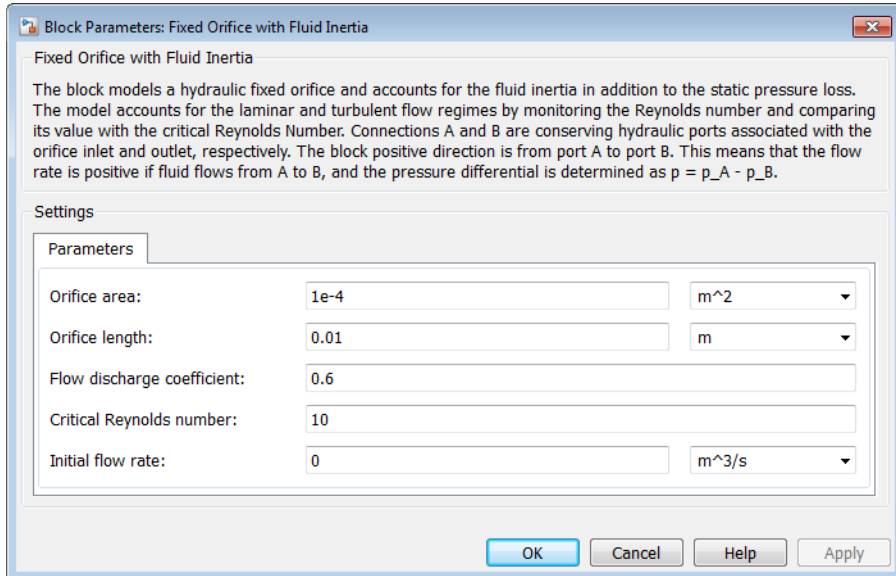 Block Parameters: Fixed Orifice with Fluid Inertia
Fixed Orifice with Fluid Inertia
The block models a hydraulic fixed orifice and accounts for the fluid inertia in addition to the static pressure loss.
The model accounts for the laminar and turbulent flow regimes by monitoring the Reynolds number and comparing
its value with the critical Reynolds Number. Connections A and B are conserving hydraulic ports associated with the
orifice inlet and outlet, respectively. The block positive direction is from port A to port B. This means that the flow
rate is positive if fluid flows from A to B, and the pressure differential is determined as p = p_A - p_B.
Settings
Parameters
Orifice area: 1e-4 m^2
Orifice length: 0.01 m
Flow discharge coefficient: 0.6
Critical Reynolds number: 10
Initial flow rate: 0 m^3/s
OK Cancel Help Apply